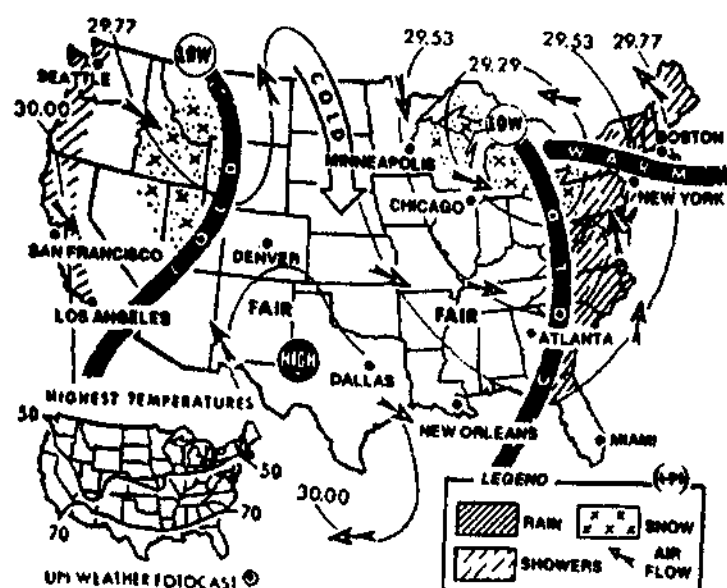 29.77
29.53
29.53
29.77
LOW
SEATTLE
29.29
COLD
30.00
LOW
BOSTON
MINNEAPOLIS
WARM
CHICAGO
NEW YORK
COLD
COLD
SAN FRANCISCO
DENVER
LOS ANGELES
FAIR
FAIR
ATLANTA
HIGH
DALLAS
HIGHEST TEMPERATURES
50
NEW ORLEANS
MIAMI
50
LEGEND
30.00
70
RAIN
SNOW
70
SHOWERS
AIR FLOW
UPI WEATHER FOTOCAST ®